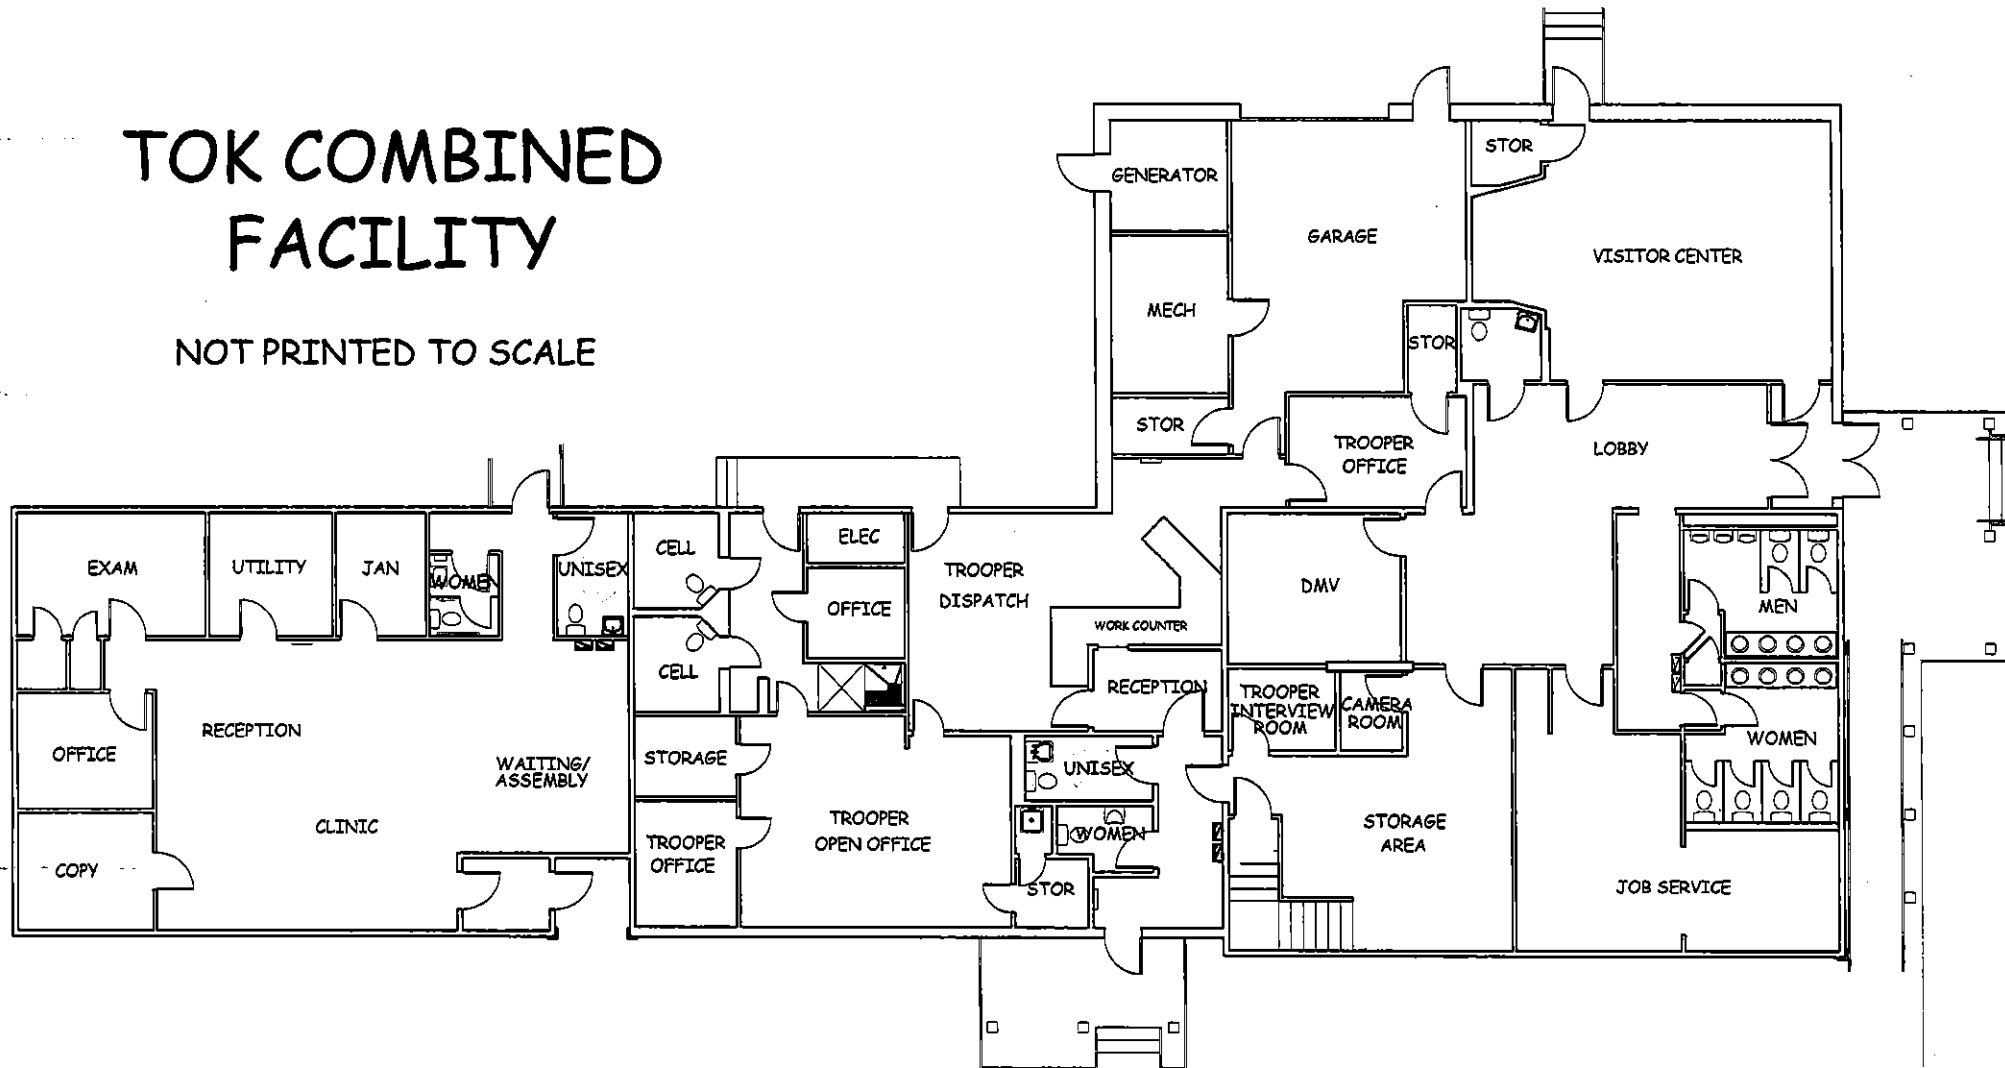 TOK COMBINED
FACILITY
NOT PRINTED TO SCALE
GENERATOR
GARAGE
STOR
VISITOR CENTER
MECH
STOR
STOR
TROOPER
OFFICE
LOBBY
EXAM
UTILITY
JAN
WOMEN
UNISEX
CELL
ELEC
OFFICE
TROOPER
DISPATCH
WORK COUNTER
DMV
MEN
CELL
RECEPTION
TROOPER
INTERVIEW
ROOM
CAMERA
ROOM
WOMEN
OFFICE
RECEPTION
WAITING/
ASSEMBLY
STORAGE
UNISEX
CLINIC
TROOPER
OPEN OFFICE
WOMEN
STORAGE
AREA
COPY
TROOPER
OFFICE
STOR
JOB SERVICE